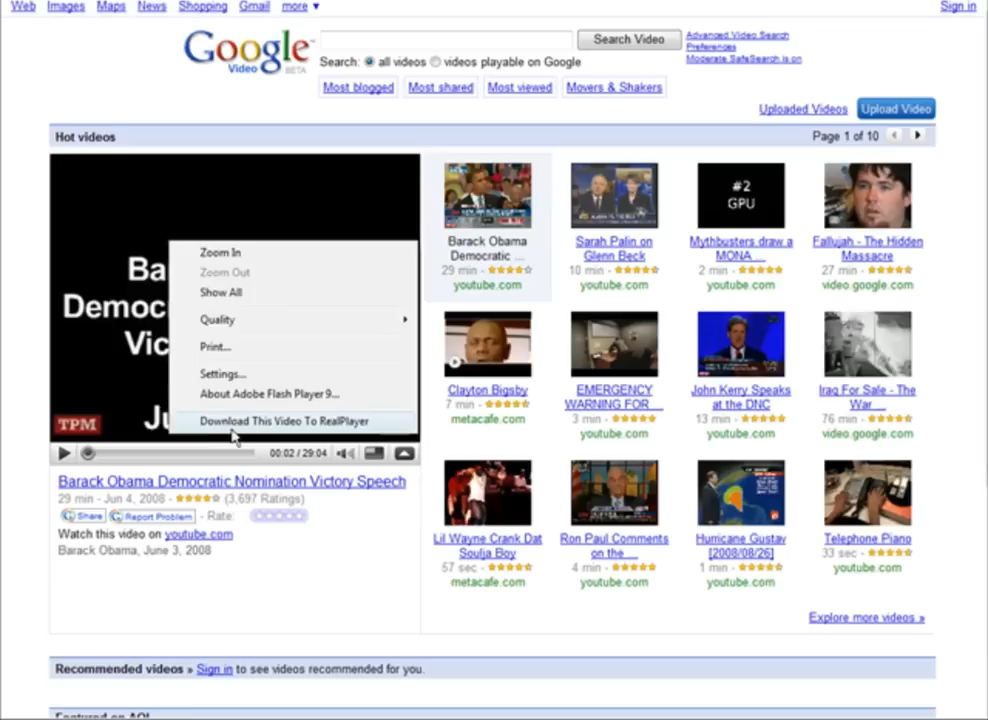 Web Images Maps News Shopping Gmail more ▼ Sign in
Google Video BETA
Search Video
Advanced Video Search
Preferences
Moderate SafeSearch is on
Search: all videos videos playable on Google
Most blogged Most shared Most viewed Movers & Shakers
Uploaded Videos Upload Video
Hot videos Page 1 of 10
Ba
Democ
Vic
Ju
TPM
Zoom In
Zoom Out
Show All
Quality
Print...
Settings...
About Adobe Flash Player 9...
Download This Video To RealPlayer
00:02 / 29:04
Barack Obama Democratic Nomination Victory Speech
29 min - Jun 4, 2008 - (3,697 Ratings)
Share Report Problem - Rate:
Watch this video on youtube.com
Barack Obama, June 3, 2008
Barack Obama
Democratic ...
29 min -
youtube.com
Sarah Palin on
Glenn Beck
10 min -
youtube.com
#2
GPU
Mythbusters draw a
MONA ...
2 min -
youtube.com
Fallujah - The Hidden
Massacre
27 min -
video.google.com
Clayton Bigsby
7 min -
metacafe.com
EMERGENCY
WARNING FOR ...
3 min -
youtube.com
John Kerry Speaks
at the DNC
13 min -
youtube.com
Iraq For Sale - The
War ...
76 min -
video.google.com
Lil Wayne Crank Dat
Soulja Boy
57 sec -
metacafe.com
Ron Paul Comments
on the ...
4 min -
youtube.com
Hurricane Gustav
[2008/08/26]
1 min -
youtube.com
Telephone Piano
33 sec -
youtube.com
Explore more videos »
Recommended videos » Sign in to see videos recommended for you.
Featured on AOL